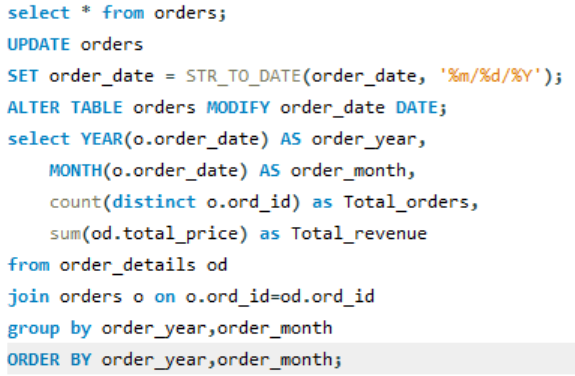 select * from orders;
UPDATE orders
SET order_date = STR_TO_DATE(order_date, '%m/%d/%Y');
ALTER TABLE orders MODIFY order_date DATE;
select YEAR(o.order_date) AS order_year,
    MONTH(o.order_date) AS order_month,
    count(distinct o.ord_id) as Total_orders,
    sum(od.total_price) as Total_revenue
from order_details od
join orders o on o.ord_id=od.ord_id
group by order_year,order_month
ORDER BY order_year,order_month;